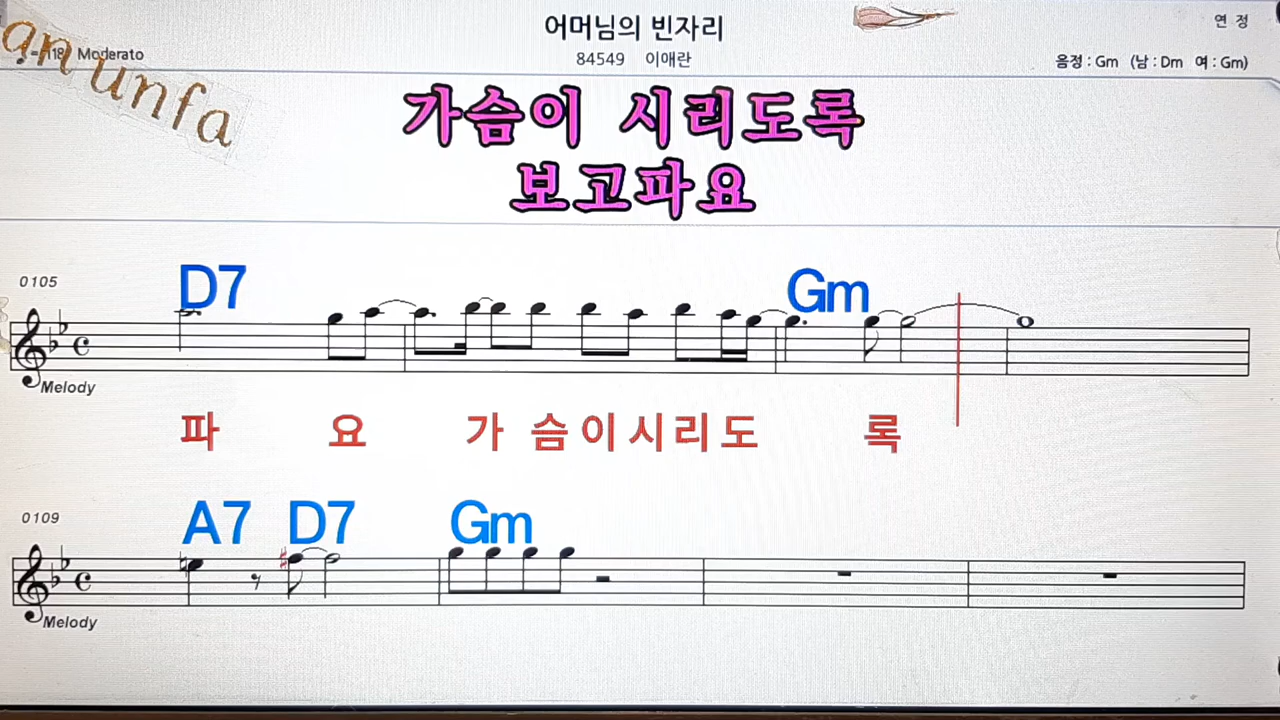 어머님의 빈자리
연 정
84549 이애란
Moderato
음정 : Gm (남 : Dm 여 : Gm)
unfa
가슴이 시리도록
보고파요
0105
D7 Gm
Melody
파 요 가 슴이시리도 록
0109
A7 D7 Gm
Melody